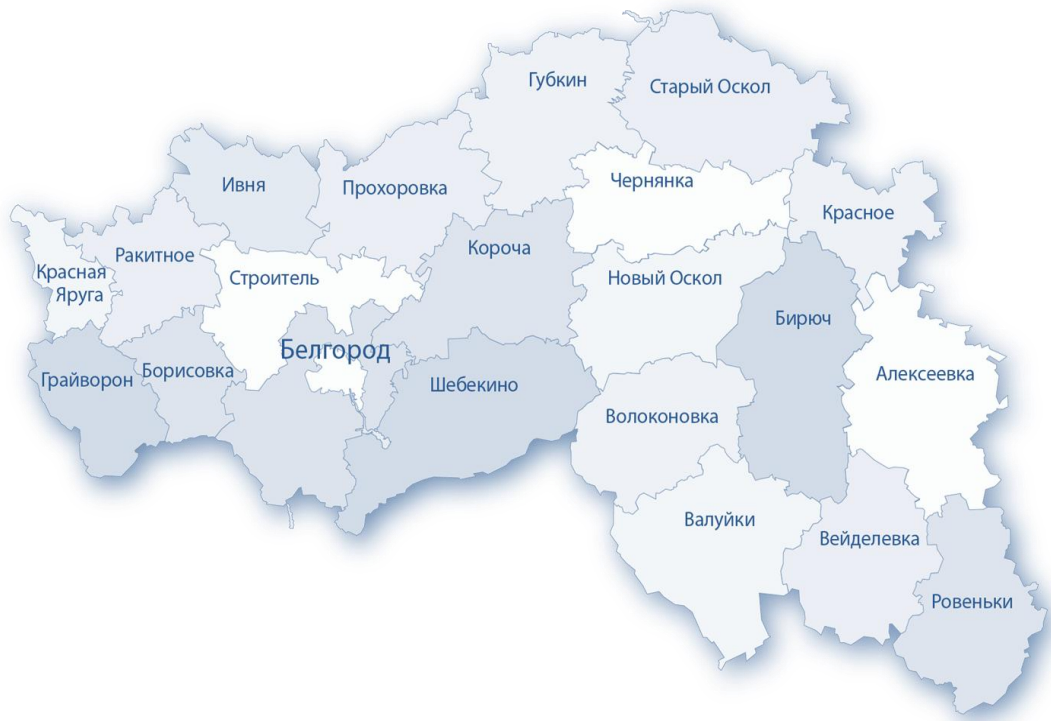 Губкин
Старый Оскол
Ивня
Прохоровка
Чернянка
Красное
Ракитное
Короча
Красная
Яруга
Строитель
Новый Оскол
Бирюч
Белгород
Грайворон
Борисовка
Шебекино
Алексеевка
Волоконовка
Валуйки
Вейделевка
Ровеньки